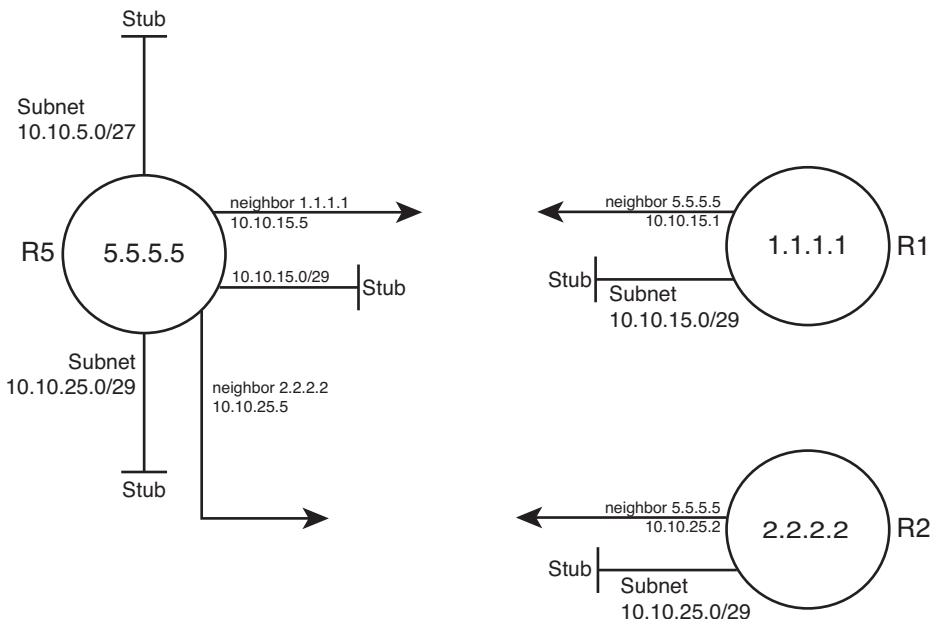 Stub
Subnet
10.10.5.0/27
neighbor 1.1.1.1
10.10.15.5
R5
5.5.5.5
10.10.15.0/29
Stub
Subnet
10.10.25.0/29
neighbor 2.2.2.2
10.10.25.5
Stub
neighbor 5.5.5.5
10.10.15.1
1.1.1.1
R1
Stub
Subnet
10.10.15.0/29
neighbor 5.5.5.5
10.10.25.2
2.2.2.2
R2
Stub
Subnet
10.10.25.0/29